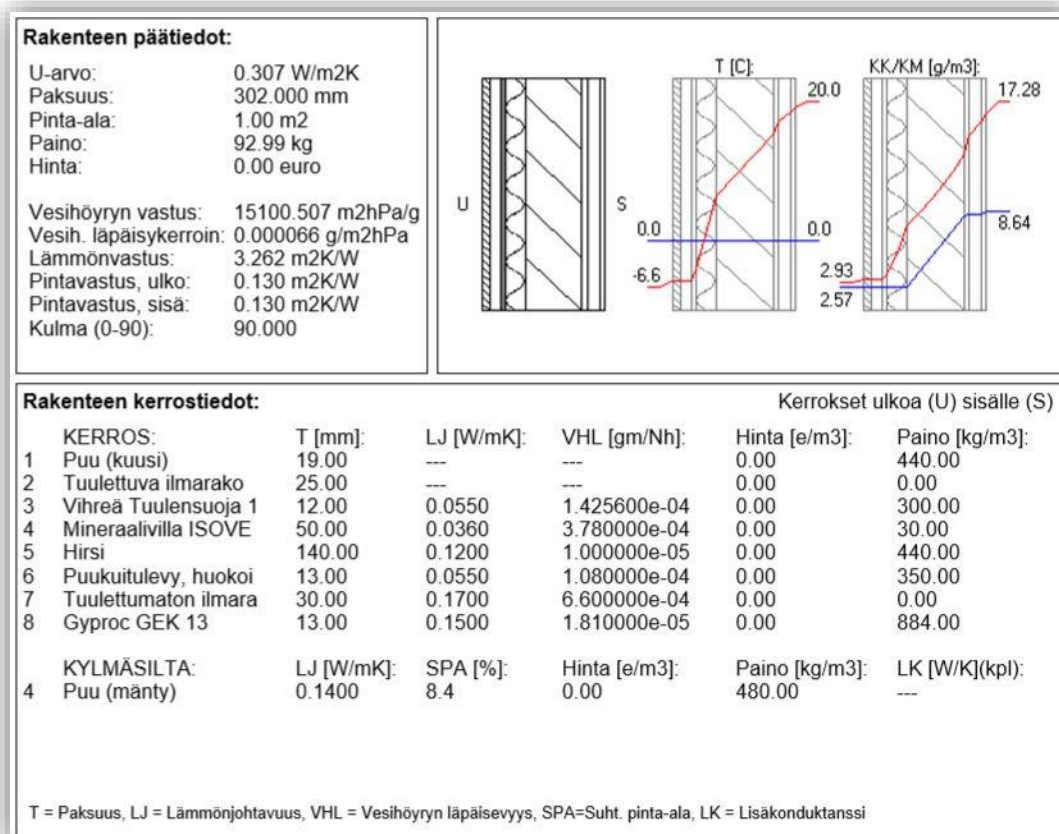 Rakenteen päätiedot:
U-arvo: 0.307 W/m2K
Paksuus: 302.000 mm
Pinta-ala: 1.00 m2
Paino: 92.99 kg
Hinta: 0.00 euro
Vesihöyryn vastus: 15100.507 m2hPa/g
Vesih. läpäisykerroin: 0.000066 g/m2hPa
Lämmönvastus: 3.262 m2K/W
Pintavastus, ulko: 0.130 m2K/W
Pintavastus, sisä: 0.130 m2K/W
Kulma (0-90): 90.000
U
S
T [C]:
20.0
0.0
0.0
-6.6
KK/KM [g/m3]:
17.28
8.64
2.93
2.57
Rakenteen kerrostiedot: Kerrokset ulkoa (U) sisälle (S)
KERROS: T [mm]: LJ [W/mK]: VHL [gm/Nh]: Hinta [e/m3]: Paino [kg/m3]:
1 Puu (kuusi) 19.00 --- --- 0.00 440.00
2 Tuulettuva ilmarako 25.00 --- --- 0.00 0.00
3 Vihreä Tuulensuoja 1 12.00 0.0550 1.425600e-04 0.00 300.00
4 Mineraalivilla ISOVE 50.00 0.0360 3.780000e-04 0.00 30.00
5 Hirsi 140.00 0.1200 1.000000e-05 0.00 440.00
6 Puukuitulevy, huokoi 13.00 0.0550 1.080000e-04 0.00 350.00
7 Tuulettumaton ilmara 30.00 0.1700 6.600000e-04 0.00 0.00
8 Gyproc GEK 13 13.00 0.1500 1.810000e-05 0.00 884.00
KYLMÄSILTA: LJ [W/mK]: SPA [%]: Hinta [e/m3]: Paino [kg/m3]: LK [W/K](kpl):
4 Puu (mänty) 0.1400 8.4 0.00 480.00 ---
T = Paksuus, LJ = Lämmönjohtavuus, VHL = Vesihöyryn läpäisevyys, SPA=Suht. pinta-ala, LK = Lisäkonduktanssi